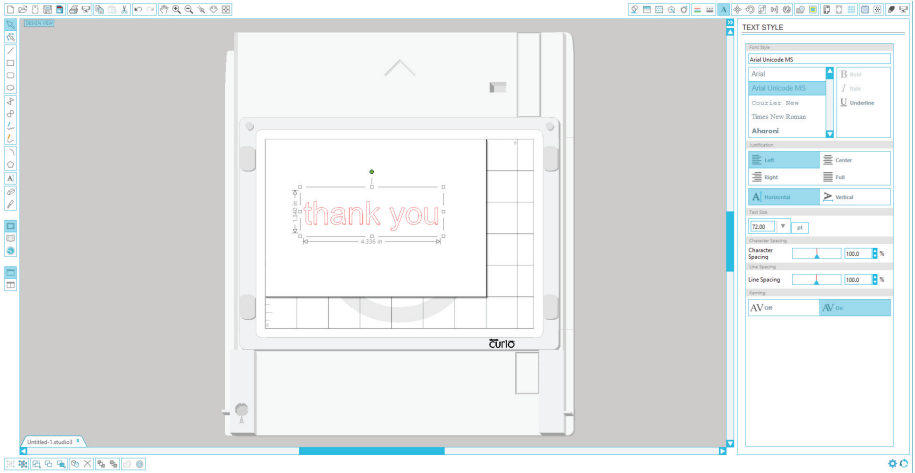 DESIGN VIEW
TEXT STYLE
Font Style
Arial Unicode MS
Arial
Arial Unicode MS
Courier New
Times New Roman
Aharoni
B Bold
I Italic
U Underline
Justification
Left
Center
Right
Full
Horizontal
Vertical
Text Size
72.00
pt
Character Spacing
Character Spacing
100.0 %
Line Spacing
Line Spacing
100.0 %
Kerning
AV Off
AV On
thank you
4.336 in
curio
Untitled-1.studio3 X